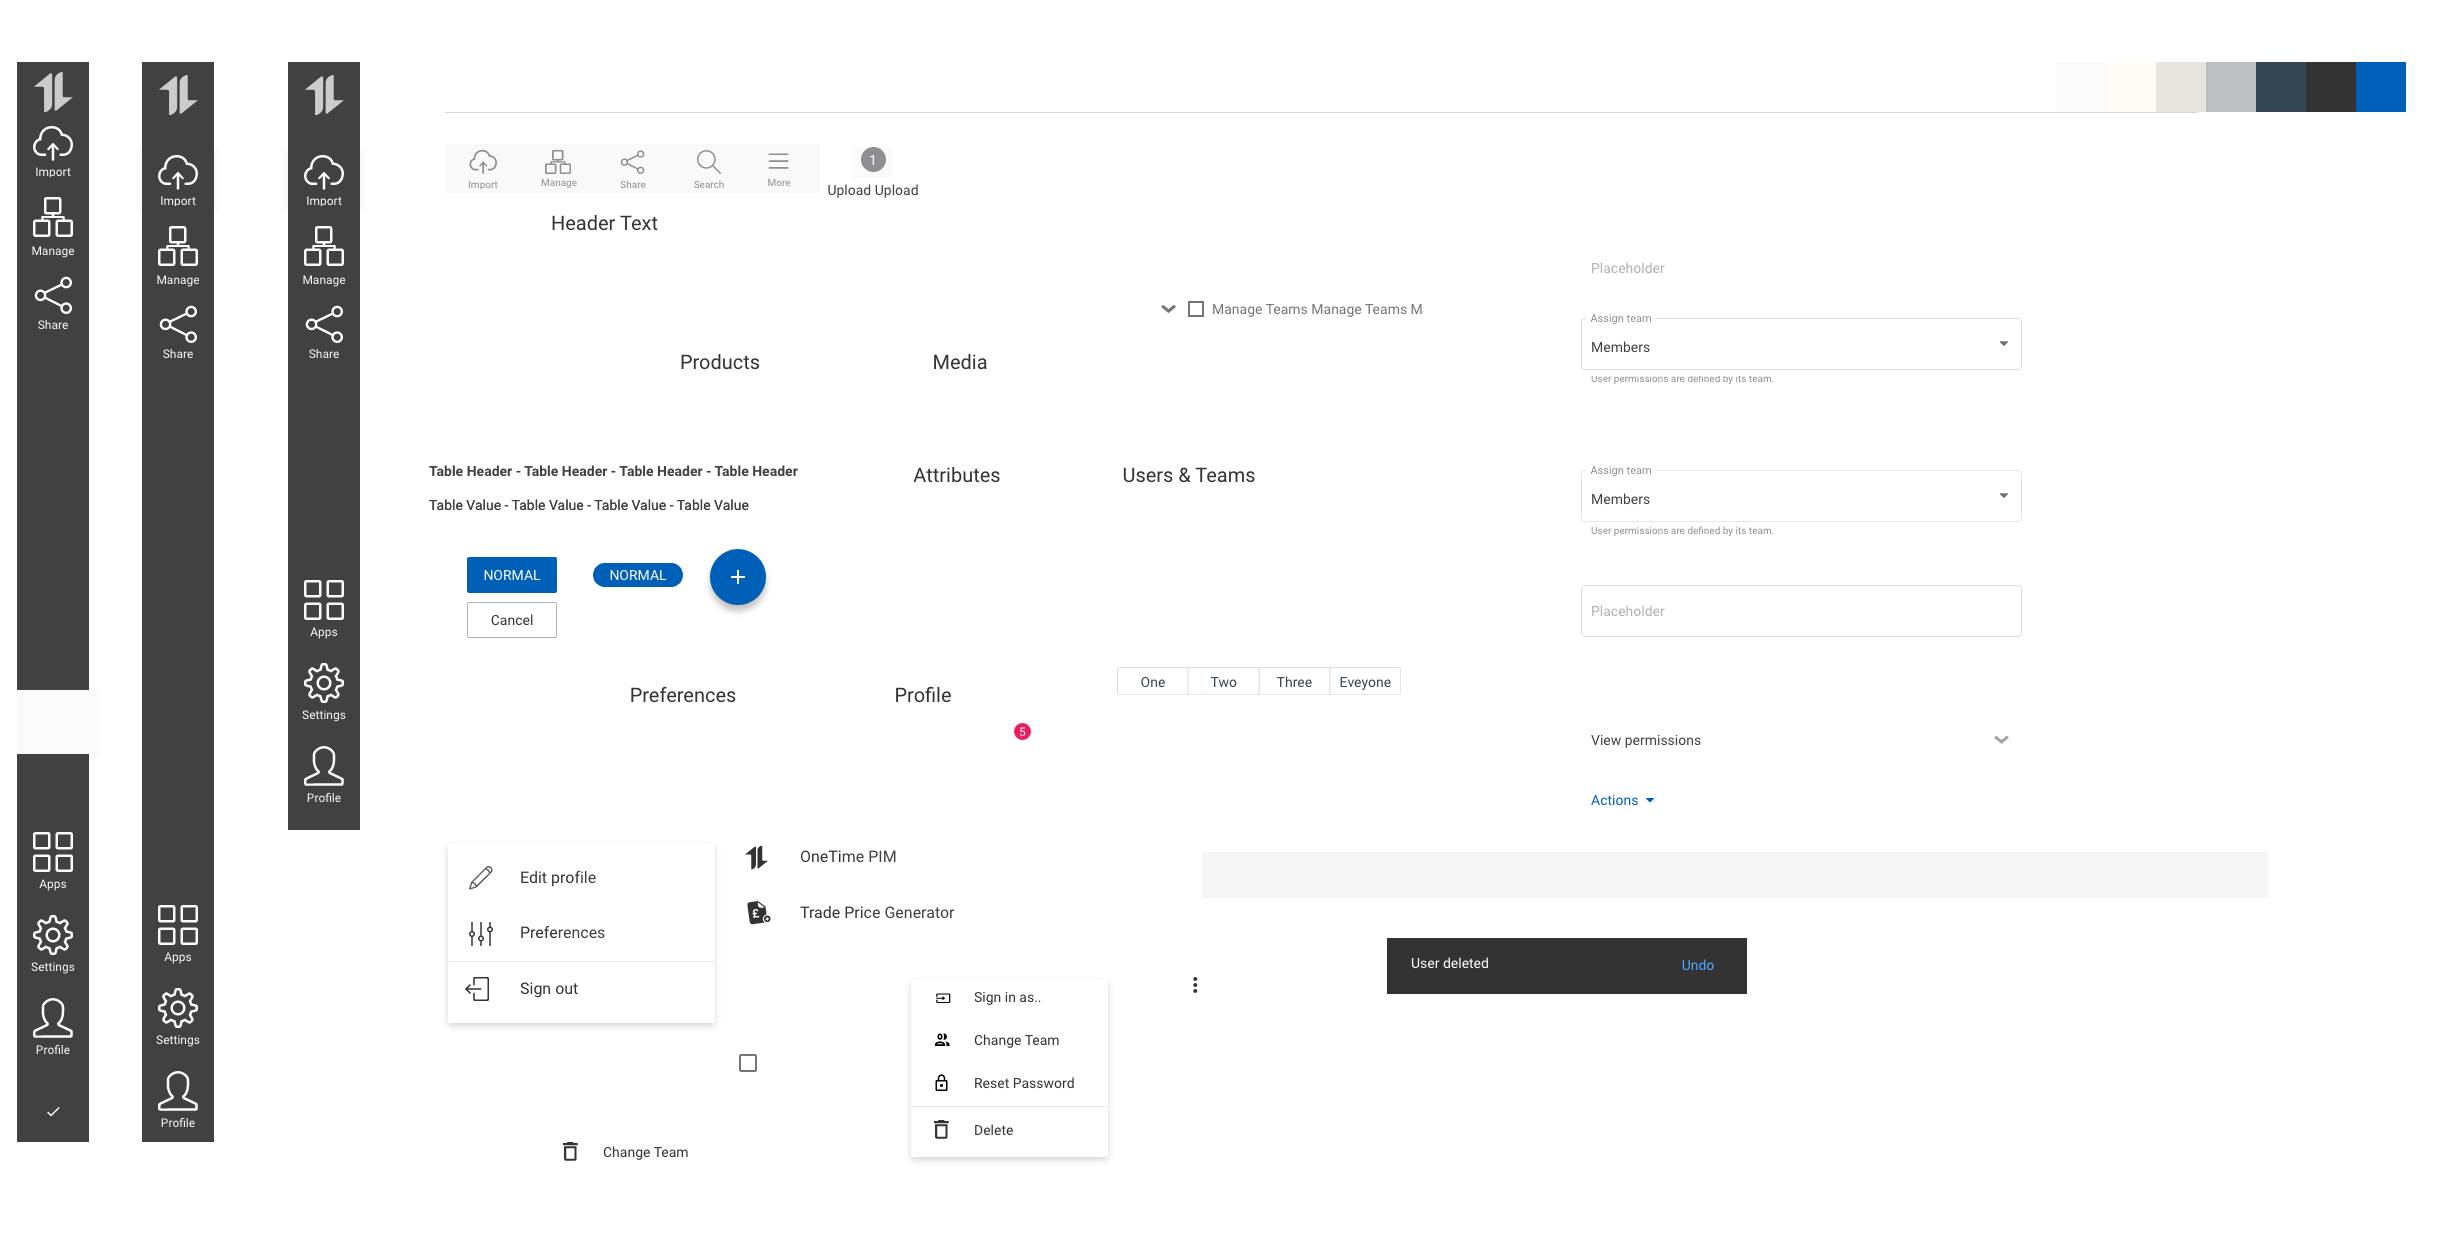 Import
Manage
Share
Apps
Settings
Profile
Import
Manage
Share
Apps
Settings
Profile
Import
Manage
Share
Apps
Settings
Profile
Import
Manage
Share
Search
More
1
Upload Upload
Header Text
Manage Teams Manage Teams M
Products
Media
Table Header - Table Header - Table Header - Table Header
Table Value - Table Value - Table Value - Table Value
Attributes
Users & Teams
NORMAL
NORMAL
+
Cancel
Preferences
Profile
5
One
Two
Three
Eveyone
Placeholder
Assign team
Members
User permissions are defined by its team.
Assign team
Members
User permissions are defined by its team.
Placeholder
View permissions
Actions
Edit profile
Preferences
Sign out
OneTime PIM
£
Trade Price Generator
Sign in as..
Change Team
Reset Password
Delete
User deleted
Undo
Change Team